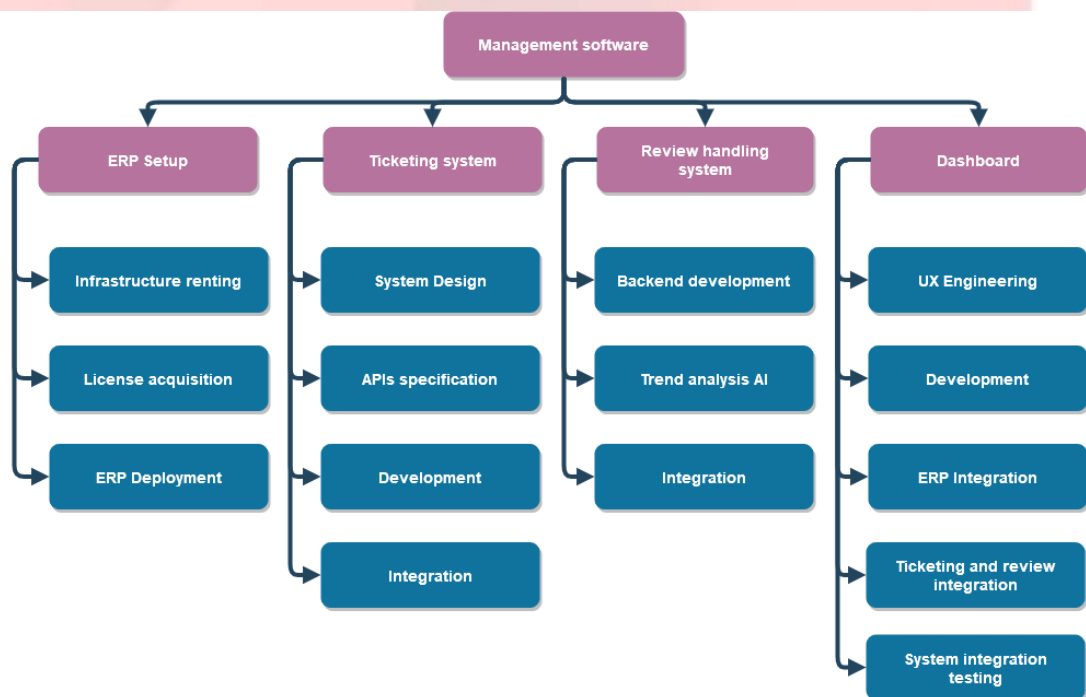 Management software
ERP Setup
Ticketing system
Review handling
system
Dashboard
Infrastructure renting
System Design
Backend development
UX Engineering
License acquisition
APIs specification
Trend analysis AI
Development
ERP Deployment
Development
Integration
ERP Integration
Integration
Ticketing and review
integration
System integration
testing